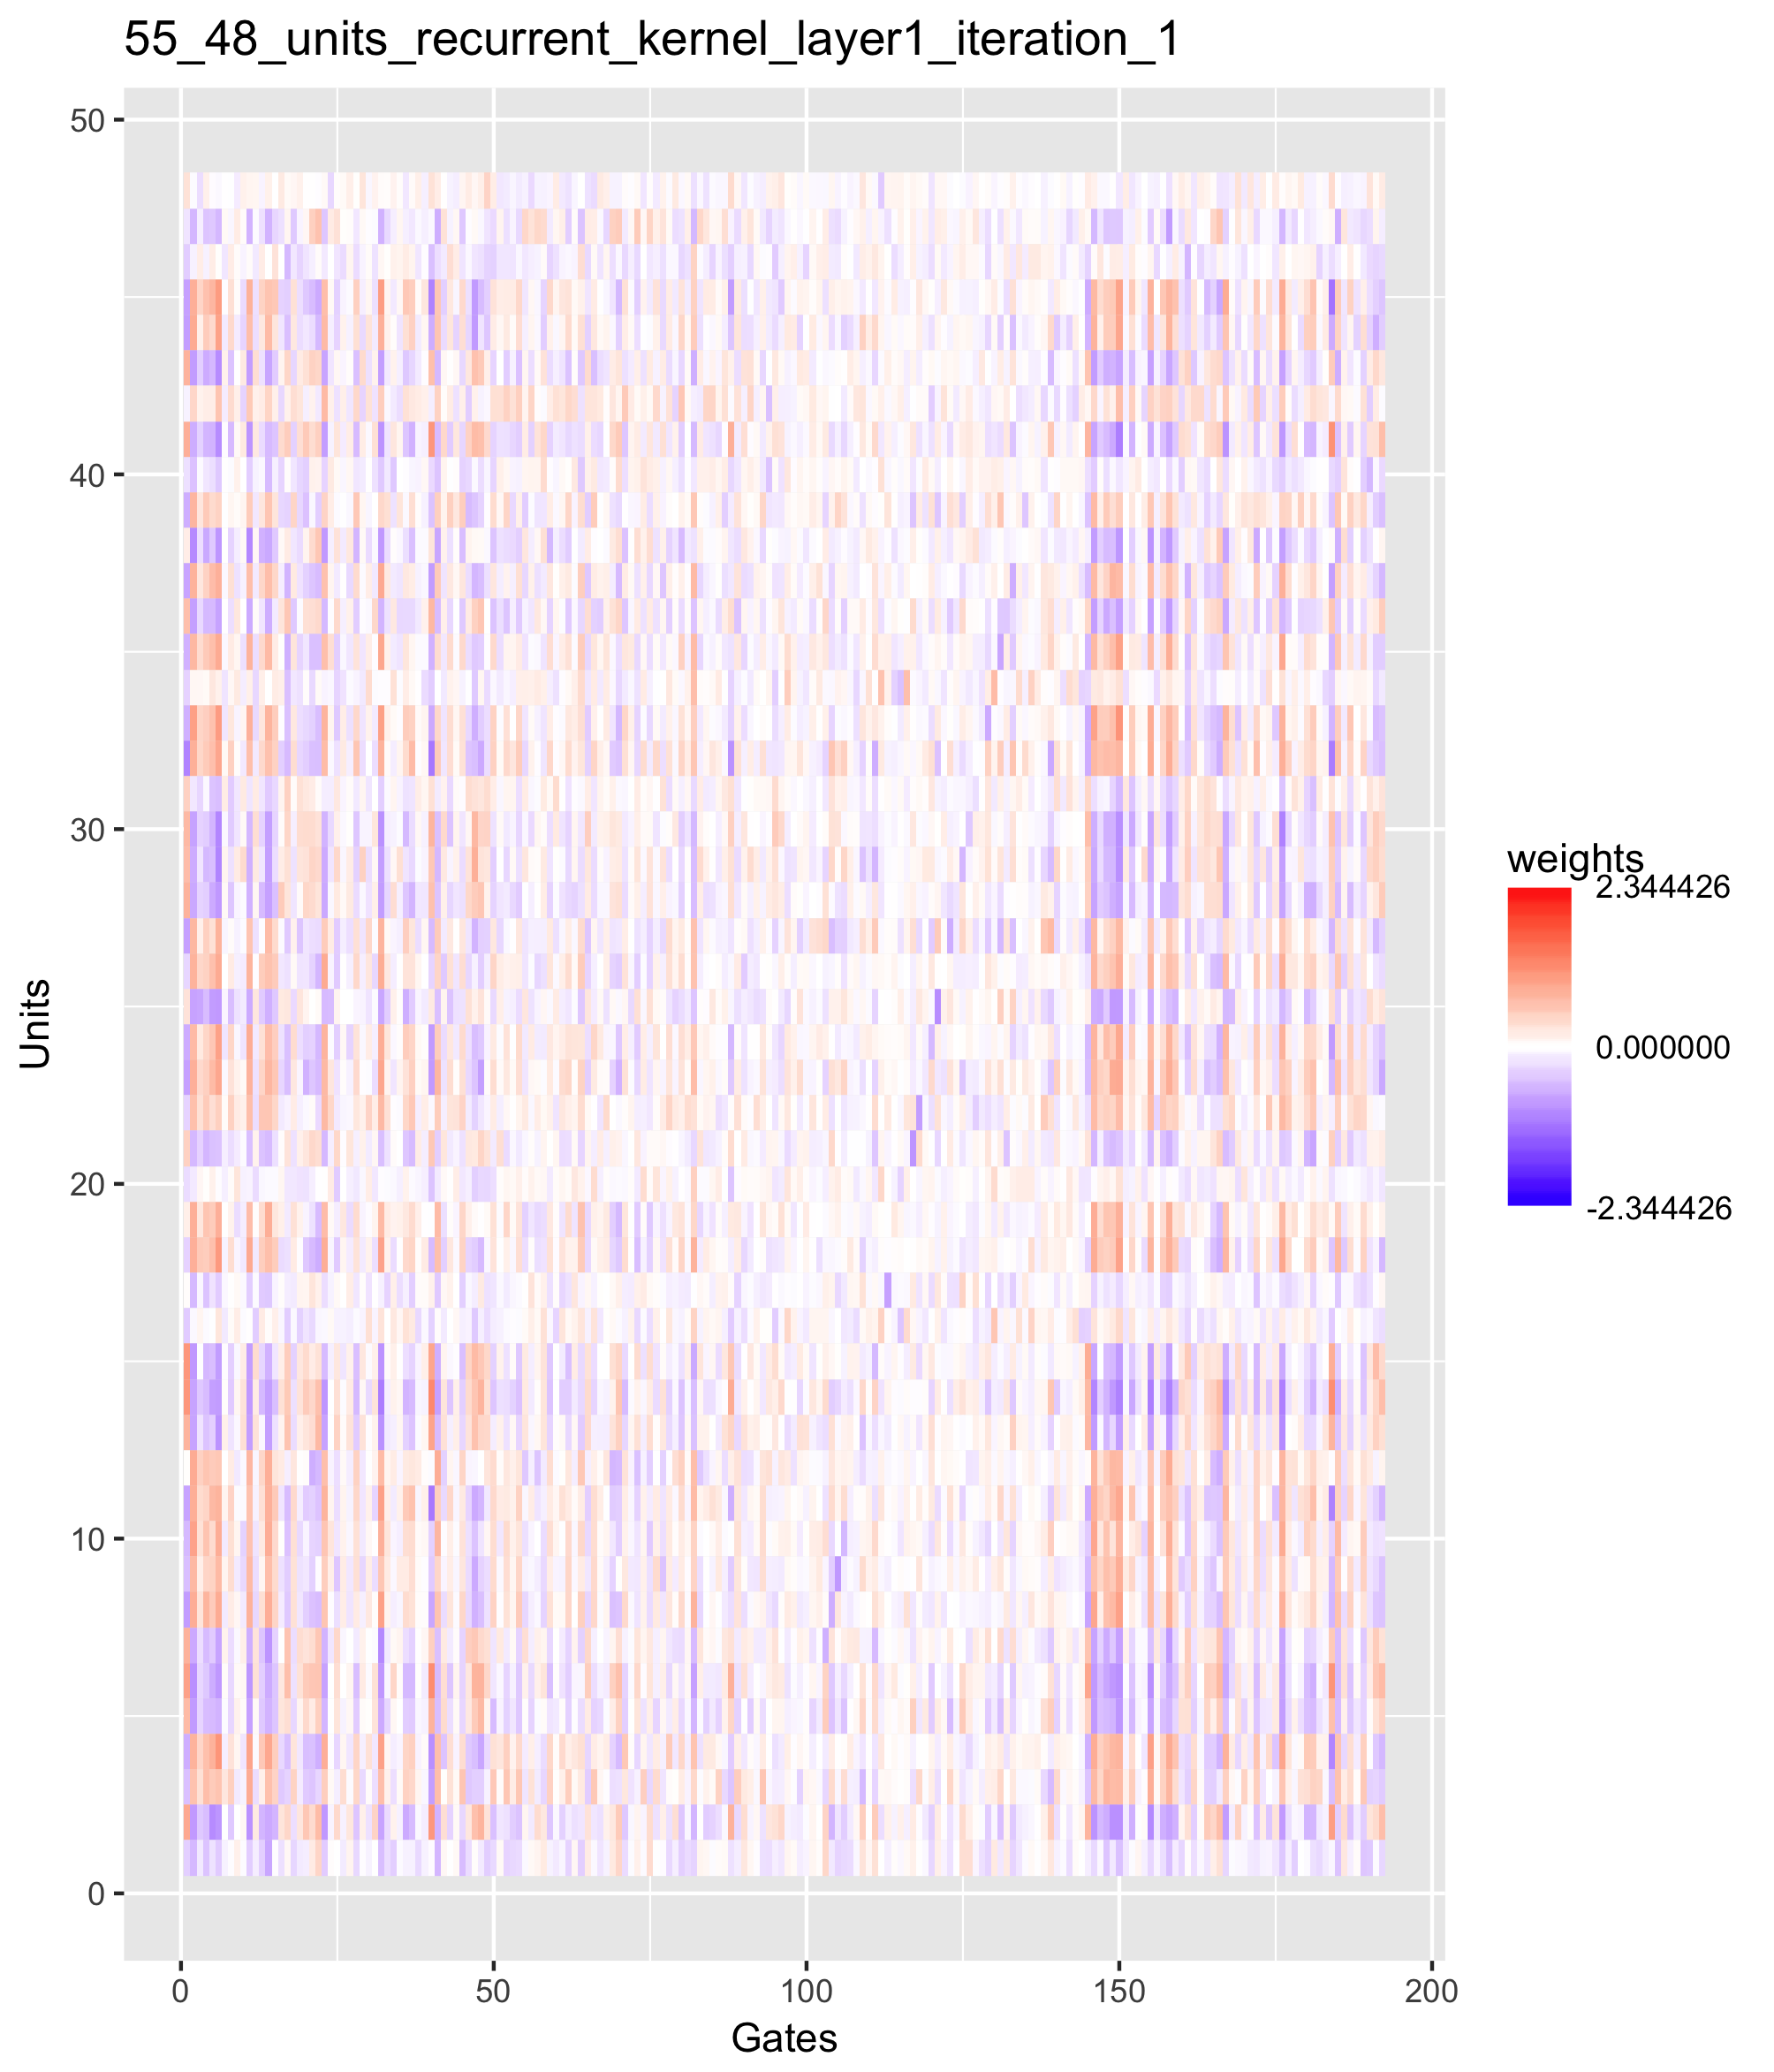 55_48_units_recurrent_kernel_layer1_iteration_1
50
40
30
20
10
0
Units
0 50 100 150 200
Gates
weights
2.344426
0.000000
-2.344426